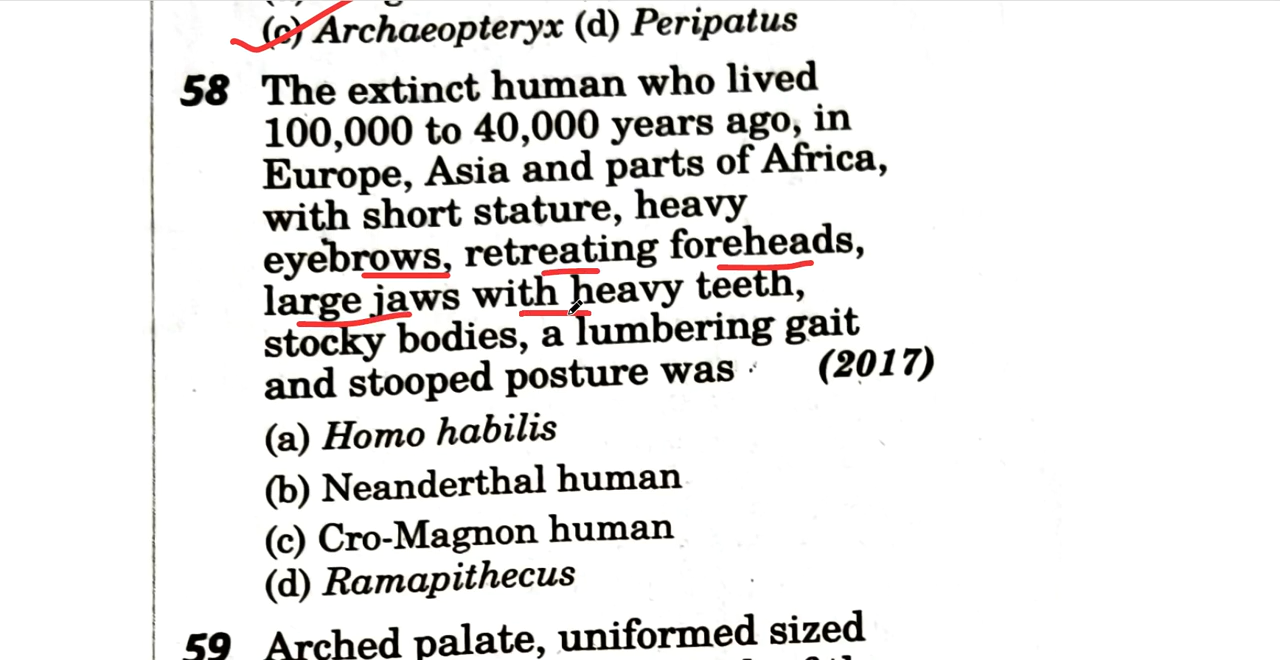 (c) Archaeopteryx (d) Peripatus
58 The extinct human who lived
100,000 to 40,000 years ago, in
Europe, Asia and parts of Africa,
with short stature, heavy
eyebrows, retreating foreheads,
large jaws with heavy teeth,
stocky bodies, a lumbering gait
and stooped posture was (2017)
(a) Homo habilis
(b) Neanderthal human
(c) Cro-Magnon human
(d) Ramapithecus
59 Arched palate, uniformed sized